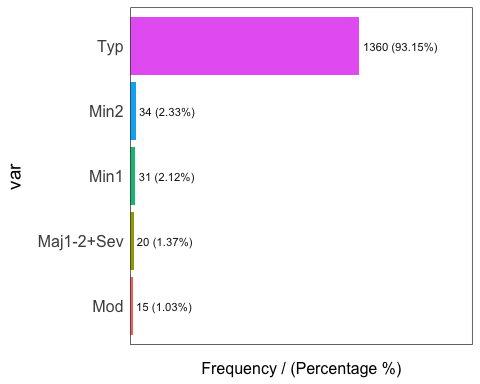 Typ 1360 (93.15%)
Min2 34 (2.33%)
Min1 31 (2.12%)
var
Maj1-2+Sev 20 (1.37%)
Mod 15 (1.03%)
Frequency / (Percentage %)